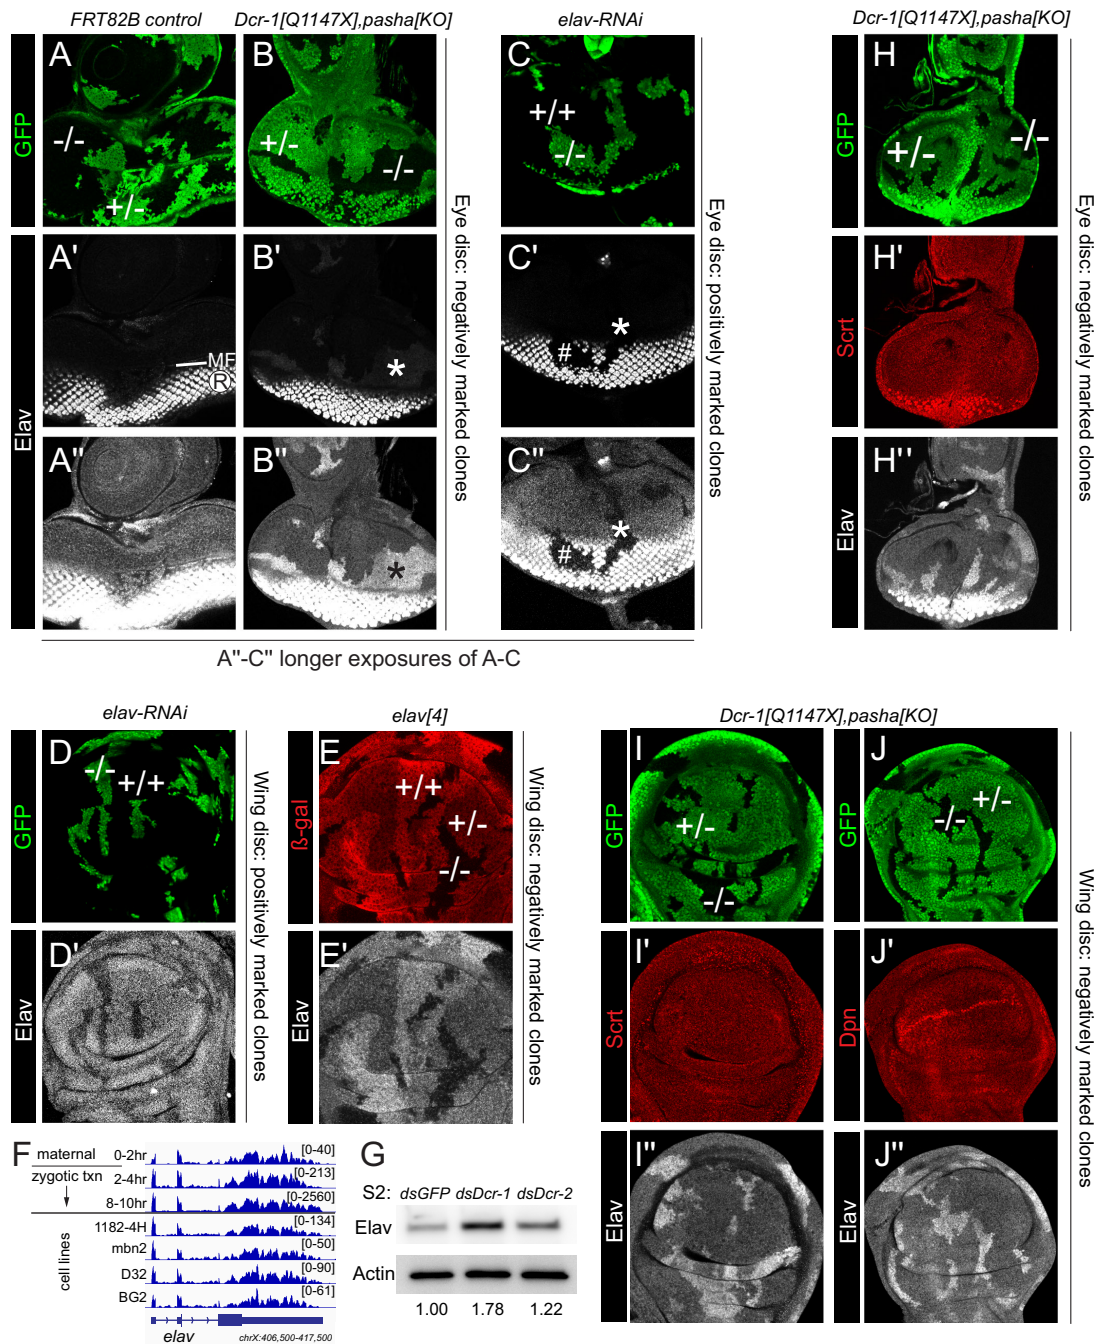 FRT82B control
Dcr-1[Q1147X],pasha[KO]
elav-RNAi
Dcr-1[Q1147X],pasha[KO]
GFP
A
-/-
+/-
B
+/-
-/-
C
+/+
-/-
Eye disc: negatively marked clones
Eye disc: positively marked clones
GFP
H
+/-
-/-
Eye disc: negatively marked clones
Elav
A'
MF
R
B'
*
C'
*
#
Scrt
H'
A"
B"
*
C"
*
#
Elav
H"
A"-C" longer exposures of A-C
elav-RNAi
elav[4]
Dcr-1[Q1147X],pasha[KO]
GFP
D
-/-
+/+
Wing disc: positively marked clones
ß-gal
E
+/+
+/-
-/-
Wing disc: negatively marked clones
GFP
I
+/-
-/-
GFP
J
+/-
-/-
Wing disc: negatively marked clones
Elav
D'
Elav
E'
Scrt
I'
Dpn
J'
Elav
I"
Elav
J"
F
maternal
zygotic txn
cell lines
0-2hr
[0-40]
2-4hr
[0-213]
8-10hr
[0-2560]
1182-4H
[0-134]
mbn2
[0-50]
D32
[0-90]
BG2
[0-61]
elav
chrX:406,500-417,500
G
S2: dsGFP dsDcr-1 dsDcr-2
Elav
Actin
1.00 1.78 1.22